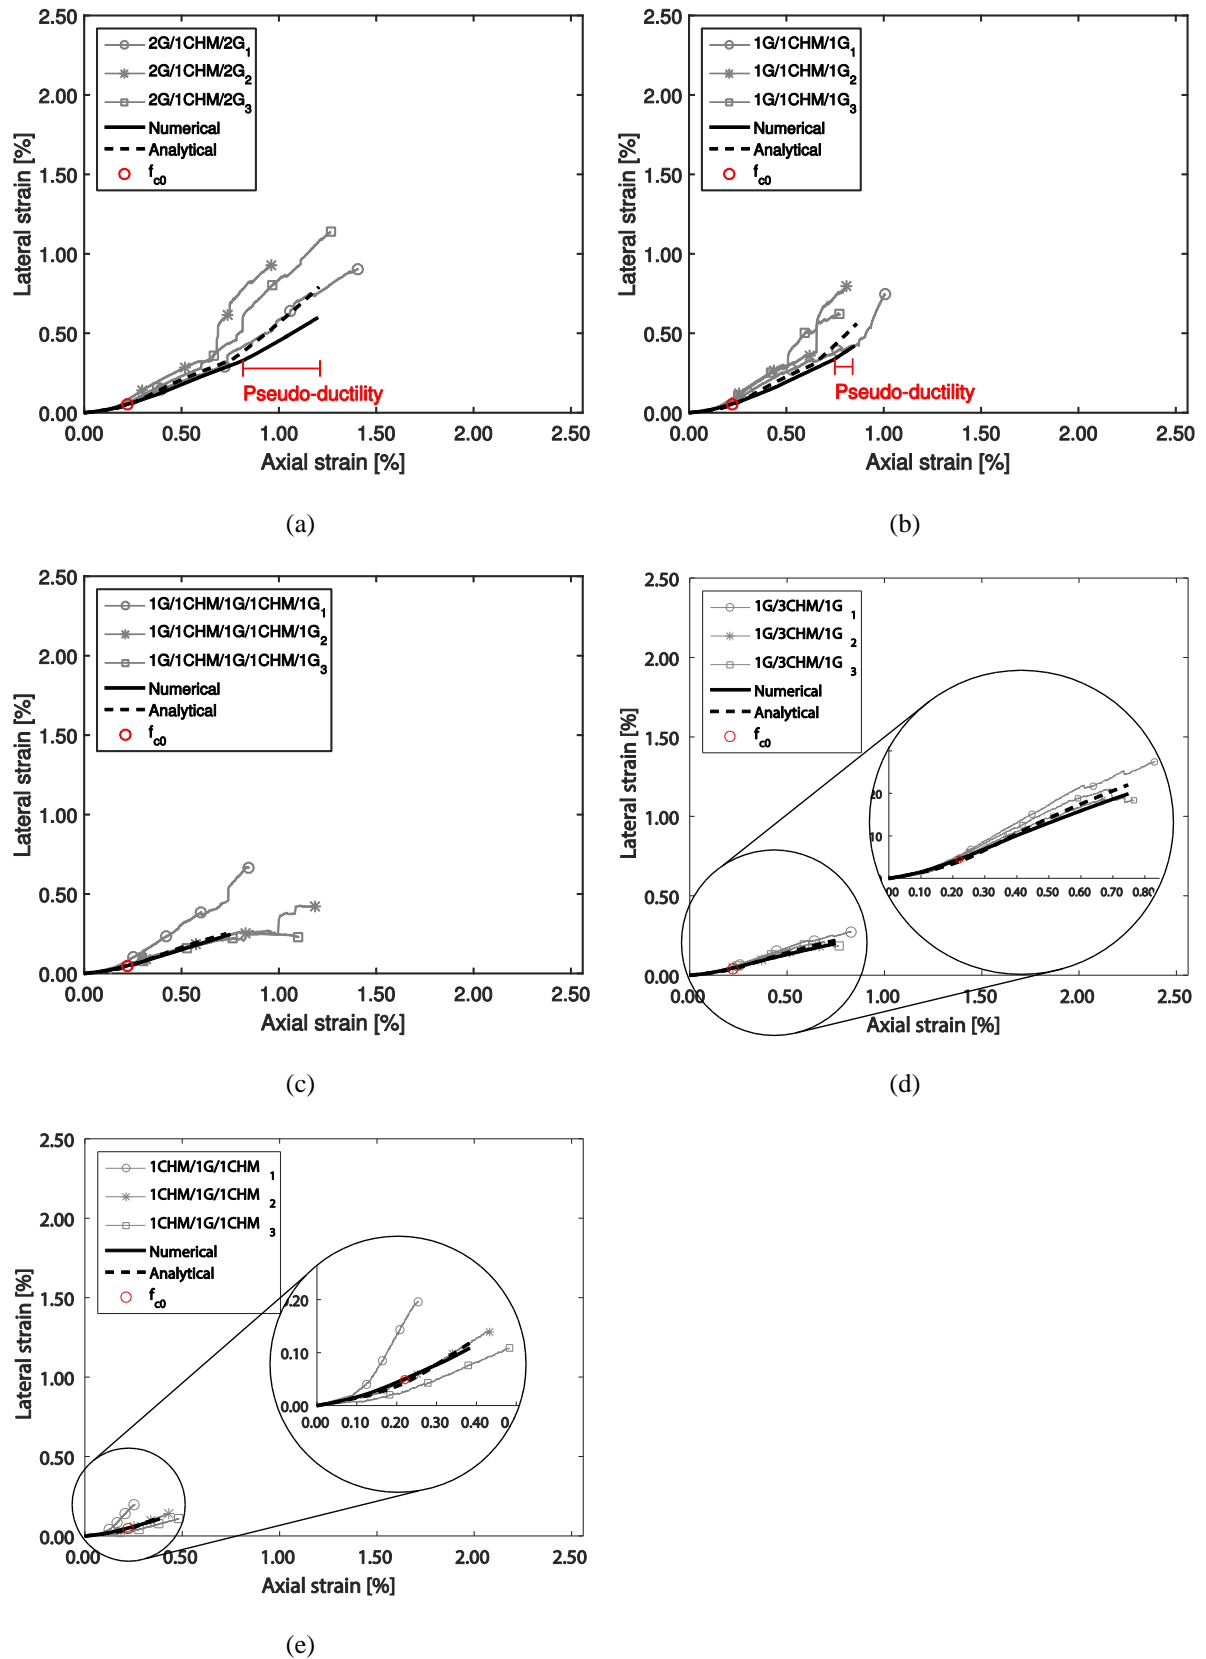 2.50
2.00
1.50
1.00
0.50
0.00
Lateral strain [%]
2G/1CHM/2G1
2G/1CHM/2G2
2G/1CHM/2G3
Numerical
Analytical
fc0
Pseudo-ductility
0.00 0.50 1.00 1.50 2.00 2.50
Axial strain [%]
(a)
2.50
2.00
1.50
1.00
0.50
0.00
Lateral strain [%]
1G/1CHM/1G1
1G/1CHM/1G2
1G/1CHM/1G3
Numerical
Analytical
fc0
Pseudo-ductility
0.00 0.50 1.00 1.50 2.00 2.50
Axial strain [%]
(b)
2.50
2.00
1.50
1.00
0.50
0.00
Lateral strain [%]
1G/1CHM/1G/1CHM/1G1
1G/1CHM/1G/1CHM/1G2
1G/1CHM/1G/1CHM/1G3
Numerical
Analytical
fc0
0.00 0.50 1.00 1.50 2.00 2.50
Axial strain [%]
(c)
2.50
2.00
1.50
1.00
0.50
0.00
Lateral strain [%]
1G/3CHM/1G 1
1G/3CHM/1G 2
1G/3CHM/1G 3
Numerical
Analytical
fc0
20
10
00 0.10 0.20 0.30 0.40 0.50 0.60 0.70 0.80
0.00 0.50 1.00 1.50 2.00 2.50
Axial strain [%]
(d)
2.50
2.00
1.50
1.00
0.50
0.00
Lateral strain [%]
1CHM/1G/1CHM 1
1CHM/1G/1CHM 2
1CHM/1G/1CHM 3
Numerical
Analytical
fc0
0.20
0.10
0.00
0.00 0.10 0.20 0.30 0.40 0
0.00 0.50 1.00 1.50 2.00 2.50
Axial strain [%]
(e)